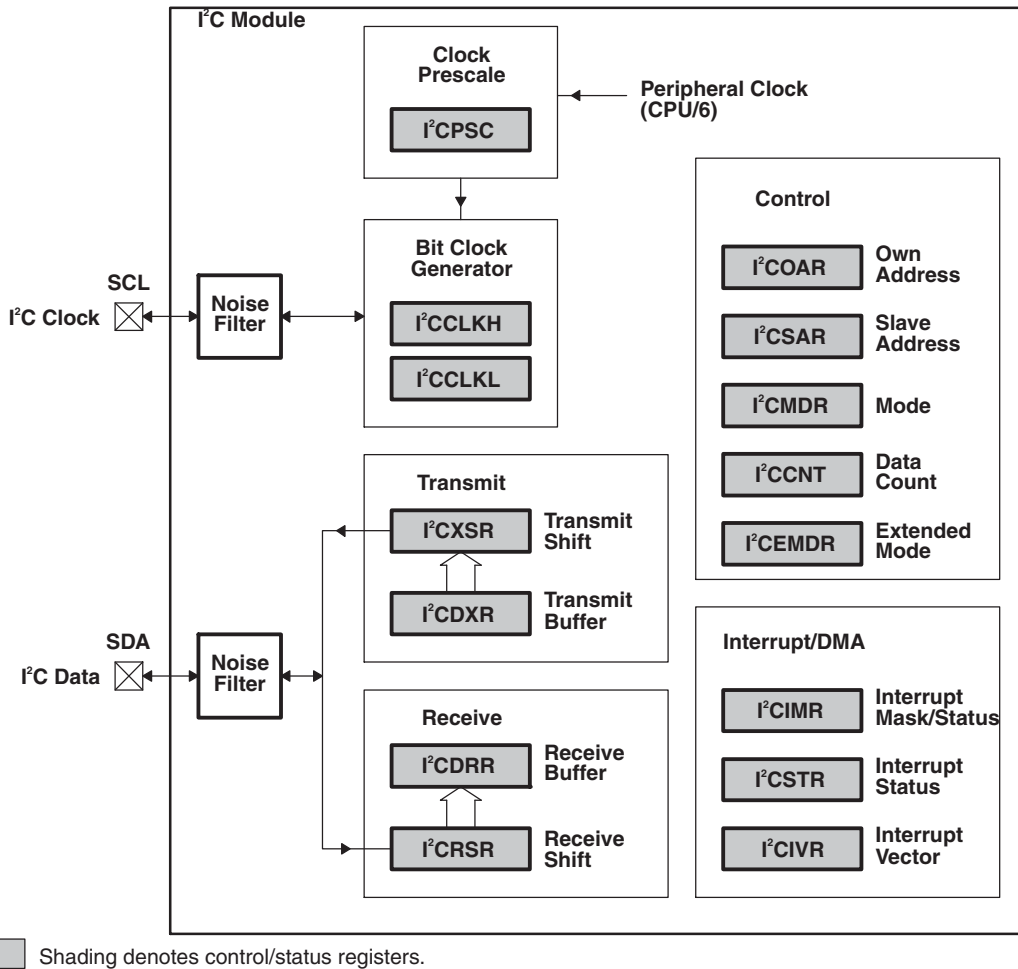 I²C Module
Clock
Prescale
I²CPSC
Peripheral Clock
(CPU/6)
Bit Clock
Generator
I²CCLKH
I²CCLKL
SCL
I²C Clock
Noise
Filter
Control
I²COAR
Own
Address
I²CSAR
Slave
Address
I²CMDR
Mode
I²CCNT
Data
Count
I²CEMDR
Extended
Mode
Transmit
I²CXSR
Transmit
Shift
I²CDXR
Transmit
Buffer
SDA
I²C Data
Noise
Filter
Receive
I²CDRR
Receive
Buffer
I²CRSR
Receive
Shift
Interrupt/DMA
I²CIMR
Interrupt
Mask/Status
I²CSTR
Interrupt
Status
I²CIVR
Interrupt
Vector
Shading denotes control/status registers.